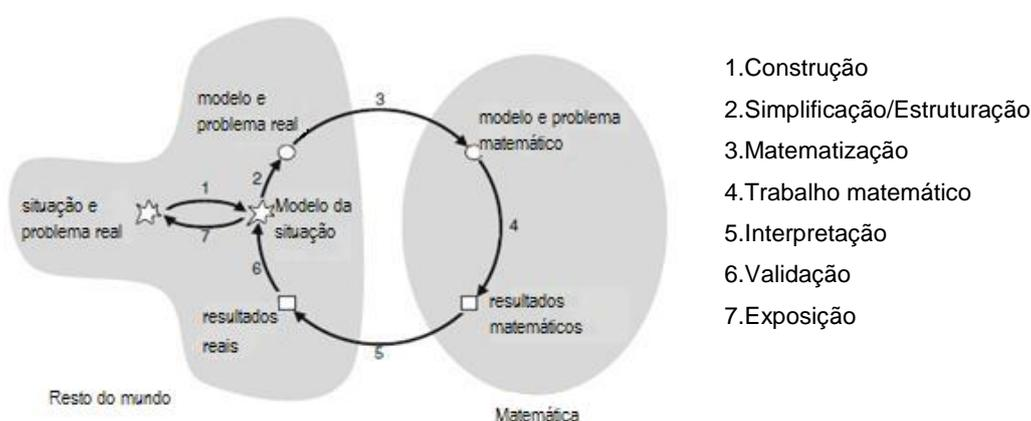 modelo e
problema real
3
modelo e problema
matemático
2
1
situação e
problema real
7
Modelo da
situação
4
6
resultados
reais
resultados
matemáticos
5
Resto do mundo
Matemática
1.Construção
2.Simplificação/Estruturação
3.Matematização
4.Trabalho matemático
5.Interpretação
6.Validação
7.Exposição